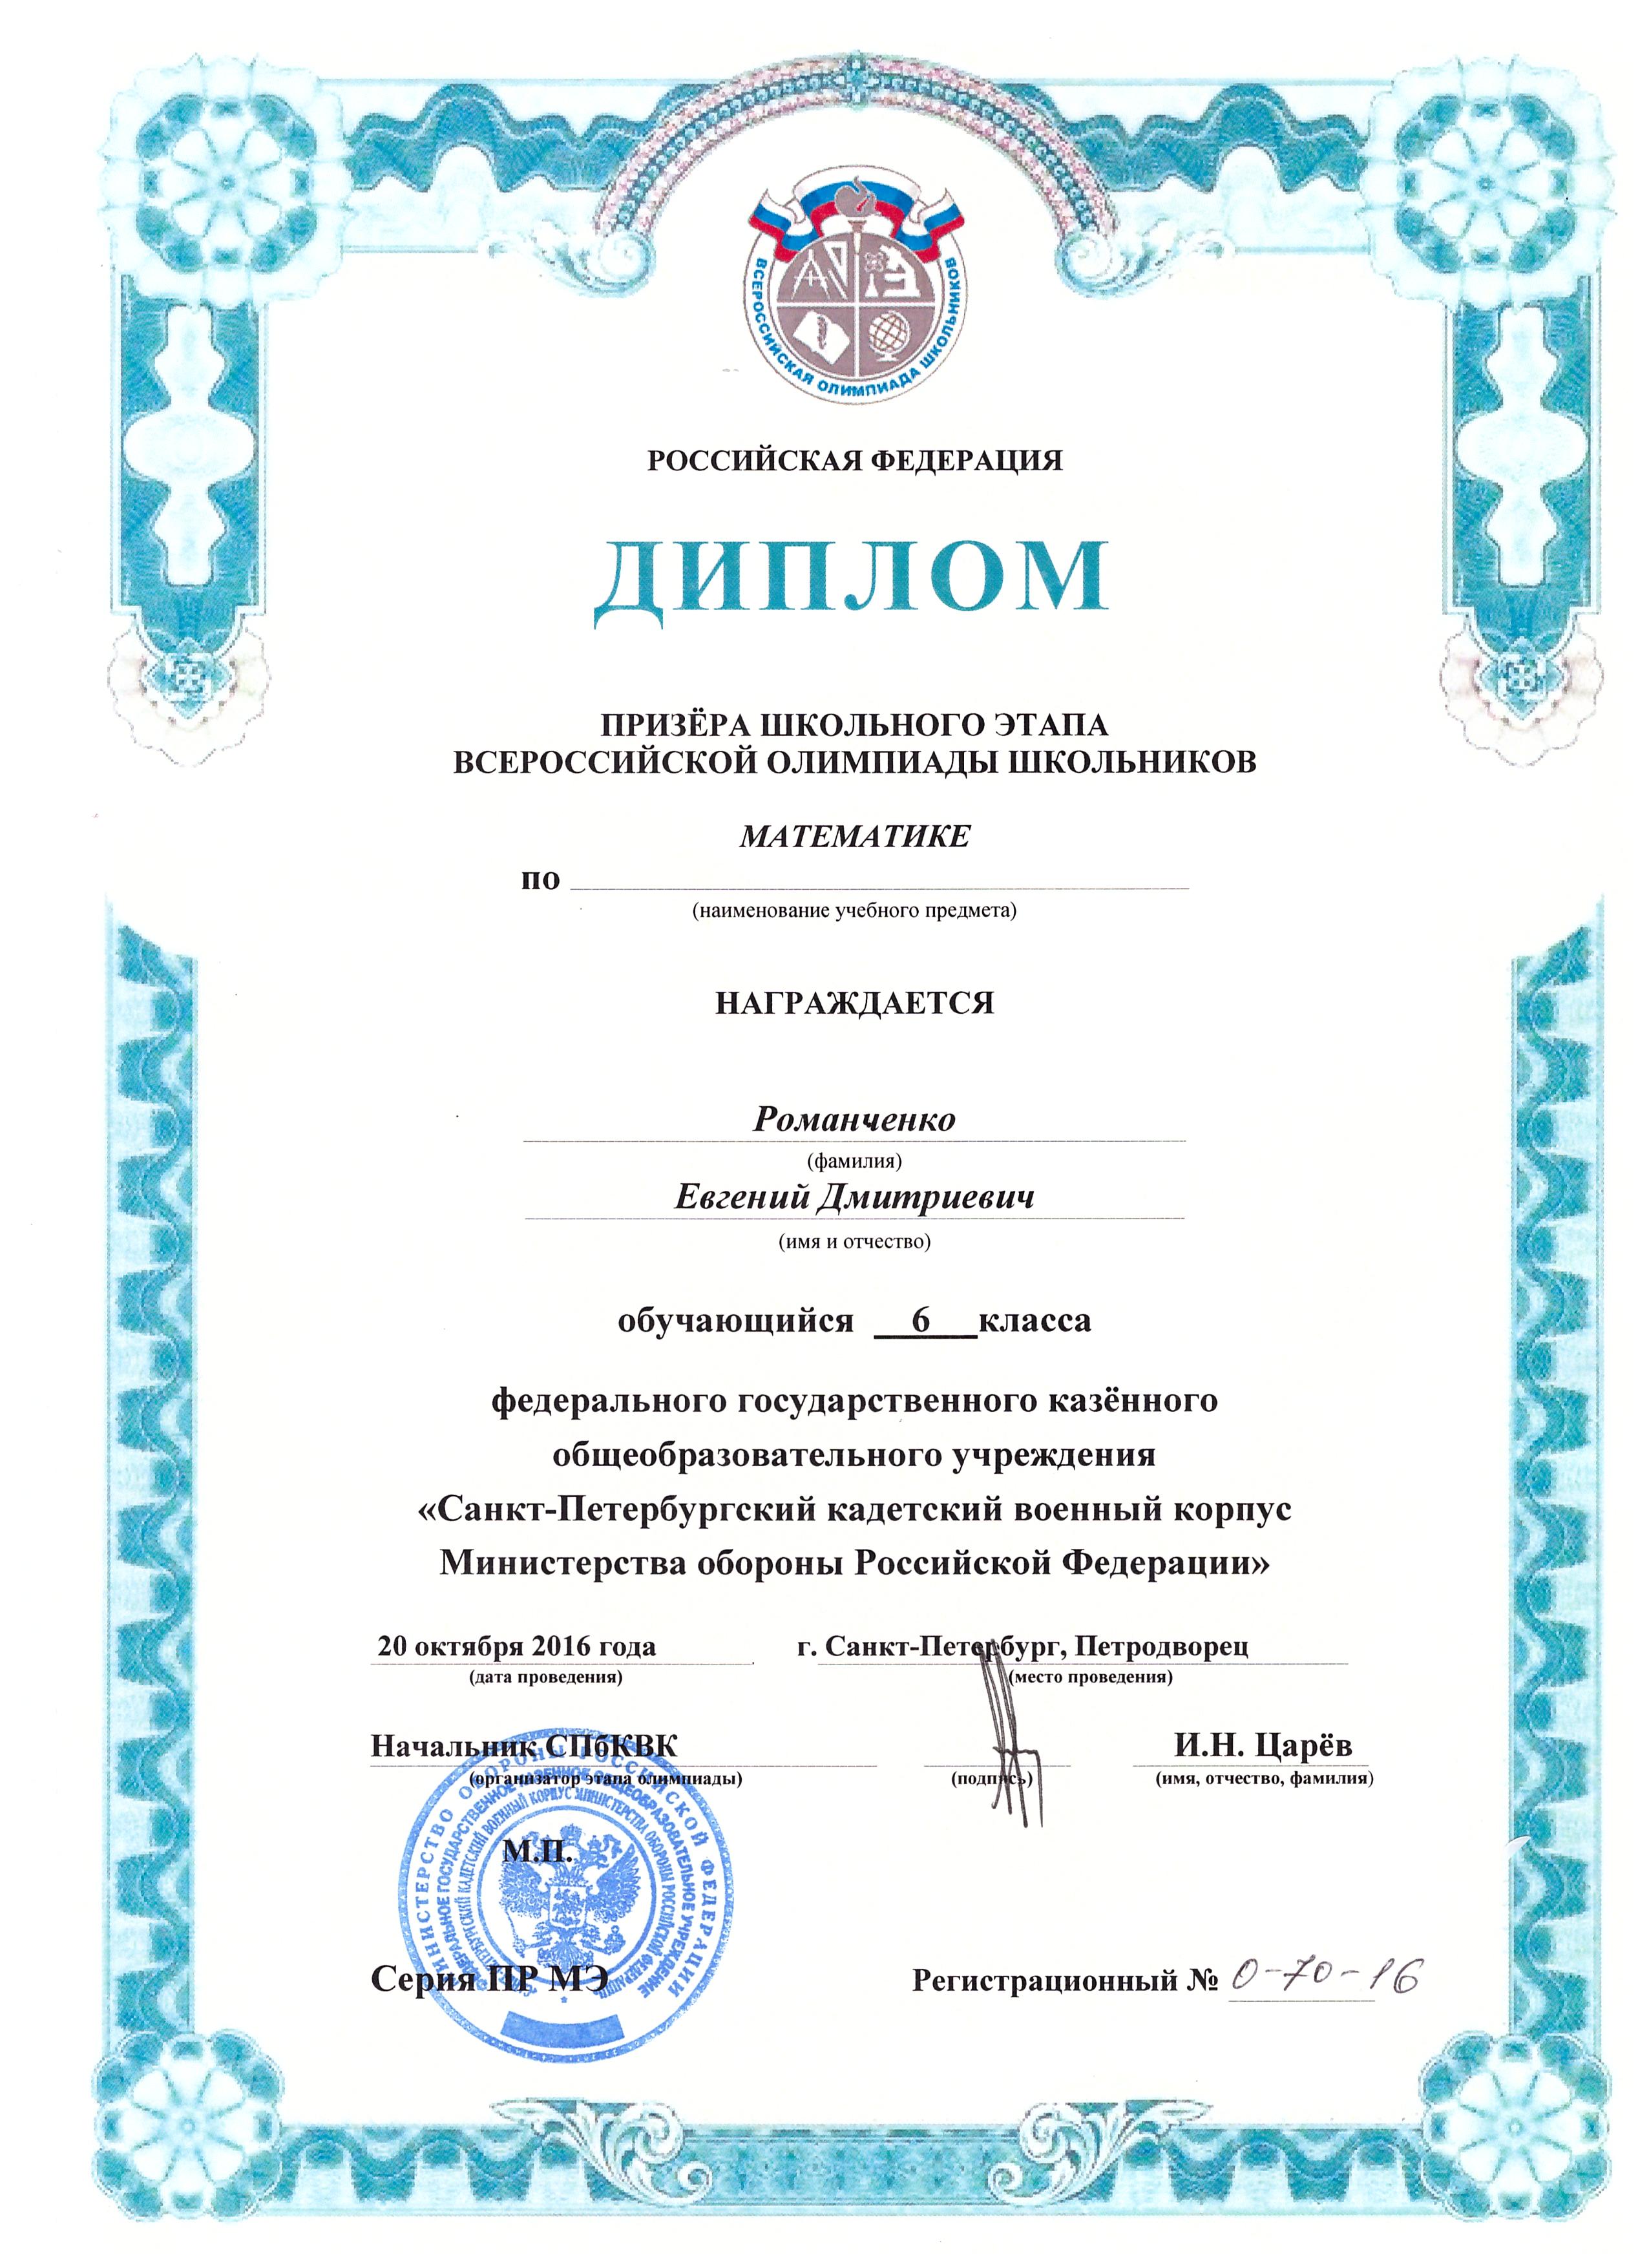 ВСЕРОССИЙСКАЯ ОЛИМПИАДА ШКОЛЬНИКОВ
РОССИЙСКАЯ ФЕДЕРАЦИЯ
ДИПЛОМ
ПРИЗЁРА ШКОЛЬНОГО ЭТАПА
ВСЕРОССИЙСКОЙ ОЛИМПИАДЫ ШКОЛЬНИКОВ
МАТЕМАТИКЕ
по
(наименование учебного предмета)
НАГРАЖДАЕТСЯ
Романченко
(фамилия)
Евгений Дмитриевич
(имя и отчество)
обучающийся 6 класса
федерального государственного казённого
общеобразовательного учреждения
«Санкт-Петербургский кадетский военный корпус
Министерства обороны Российской Федерации»
20 октября 2016 года г. Санкт-Петербург, Петродворец
(дата проведения) (место проведения)
Начальник СПбКВК И.Н. Царёв
(организатор этапа олимпиады) (подпись) (имя, отчество, фамилия)
МИНИСТЕРСТВО ОБОРОНЫ РОССИЙСКОЙ ФЕДЕРАЦИИ
ФЕДЕРАЛЬНОЕ ГОСУДАРСТВЕННОЕ КАЗЕННОЕ ОБЩЕОБРАЗОВАТЕЛЬНОЕ УЧРЕЖДЕНИЕ
КАДЕТСКИЙ ВОЕННЫЙ КОРПУС МИНИСТЕРСТВА ОБОРОНЫ РОССИЙСКОЙ ФЕДЕРАЦИИ
М.П.
Серия ПР МЭ Регистрационный № 0-70-16